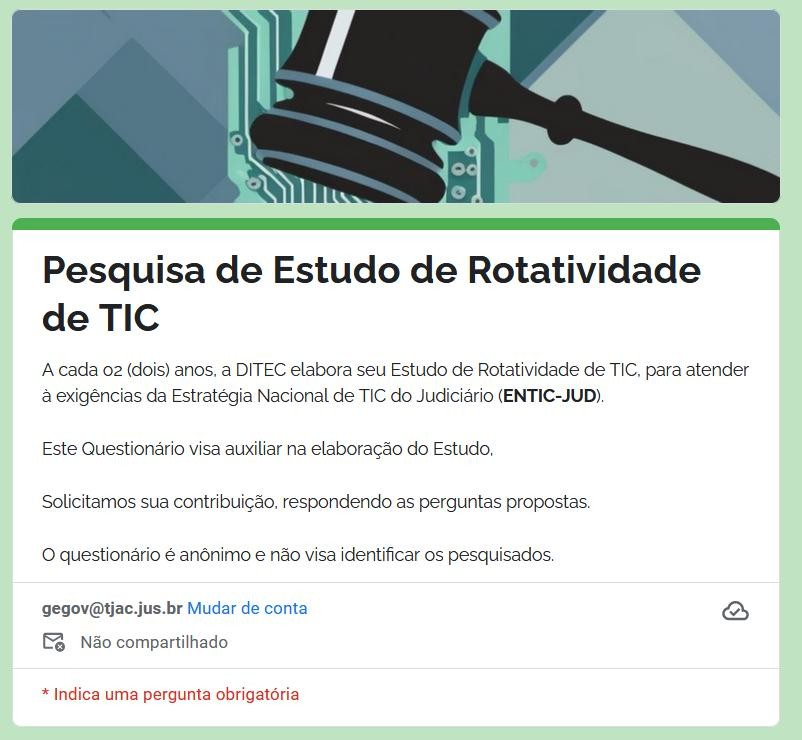 Pesquisa de Estudo de Rotatividade
de TIC
A cada 02 (dois) anos, a DITEC elabora seu Estudo de Rotatividade de TIC, para atender
à exigências da Estratégia Nacional de TIC do Judiciário (ENTIC-JUD).
Este Questionário visa auxiliar na elaboração do Estudo,
Solicitamos sua contribuição, respondendo as perguntas propostas.
O questionário é anônimo e não visa identificar os pesquisados.
gegov@tjac.jus.br Mudar de conta
Não compartilhado
* Indica uma pergunta obrigatória